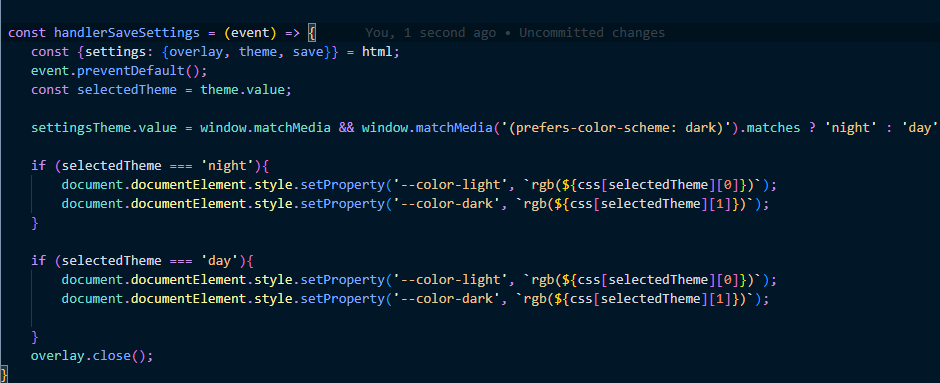 const handlerSaveSettings = (event) => {     You, 1 second ago • Uncommitted changes
   const {settings: {overlay, theme, save}} = html;
   event.preventDefault();
   const selectedTheme = theme.value;

   settingsTheme.value = window.matchMedia && window.matchMedia('(prefers-color-scheme: dark)').matches ? 'night' : 'day'

   if (selectedTheme === 'night'){
       document.documentElement.style.setProperty('--color-light', `rgb(${css[selectedTheme][0]})`);
       document.documentElement.style.setProperty('--color-dark', `rgb(${css[selectedTheme][1]})`);
   }

   if (selectedTheme === 'day'){
       document.documentElement.style.setProperty('--color-light', `rgb(${css[selectedTheme][0]})`);
       document.documentElement.style.setProperty('--color-dark', `rgb(${css[selectedTheme][1]})`);

   }
   overlay.close();
}